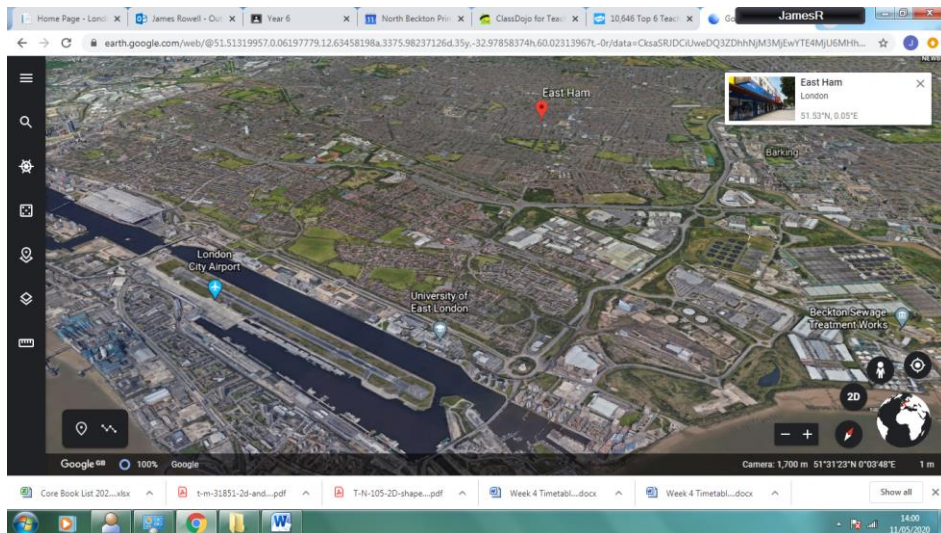 Home Page - Lond
James Rowell - Out
Year 6
North Beckton Prim
ClassDojo for Teach
10,646 Top 6 Teach
Go
JamesR
earth.google.com/web/@51.51319957,0.06197779,12.63458198a,3375.98237126d,35y,-32.97858374h,60.02313967t,-0r/data=
NEWS
East Ham
East Ham
London
51.53°N, 0.05°E
Barking
London
City Airport
University of
East London
Beckton Sewage
Treatment Works
2D
Google GB
100%
Google
Camera: 1,700 m 51°31'23"N 0°03'48"E
1 m
Core Book List 202....xlsx
t-m-31851-2d-and....pdf
T-N-105-2D-shape....pdf
Week 4 Timetabl....docx
Week 4 Timetabl....docx
Show all
14:00
11/05/2020